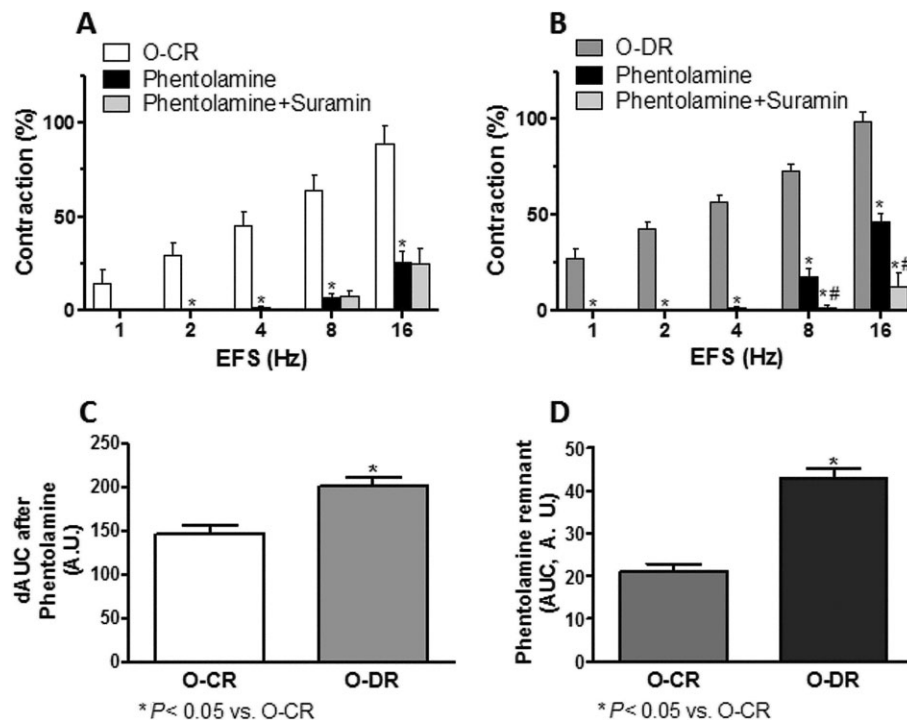 A
O-CR
Phentolamine
Phentolamine+Suramin
Contraction (%)
100
50
0
*
*
*
*
1 2 4 8 16
EFS (Hz)
B
O-DR
Phentolamine
Phentolamine+Suramin
Contraction (%)
100
50
0
*
*
*
*
*#
*
*#
1 2 4 8 16
EFS (Hz)
C
dAUC after
Phentolamine
(A.U.)
250
200
150
100
50
0
*
O-CR O-DR
* P< 0.05 vs. O-CR
D
Phentolamine remnant
(AUC, A. U.)
50
40
30
20
10
0
*
O-CR O-DR
* P< 0.05 vs. O-CR